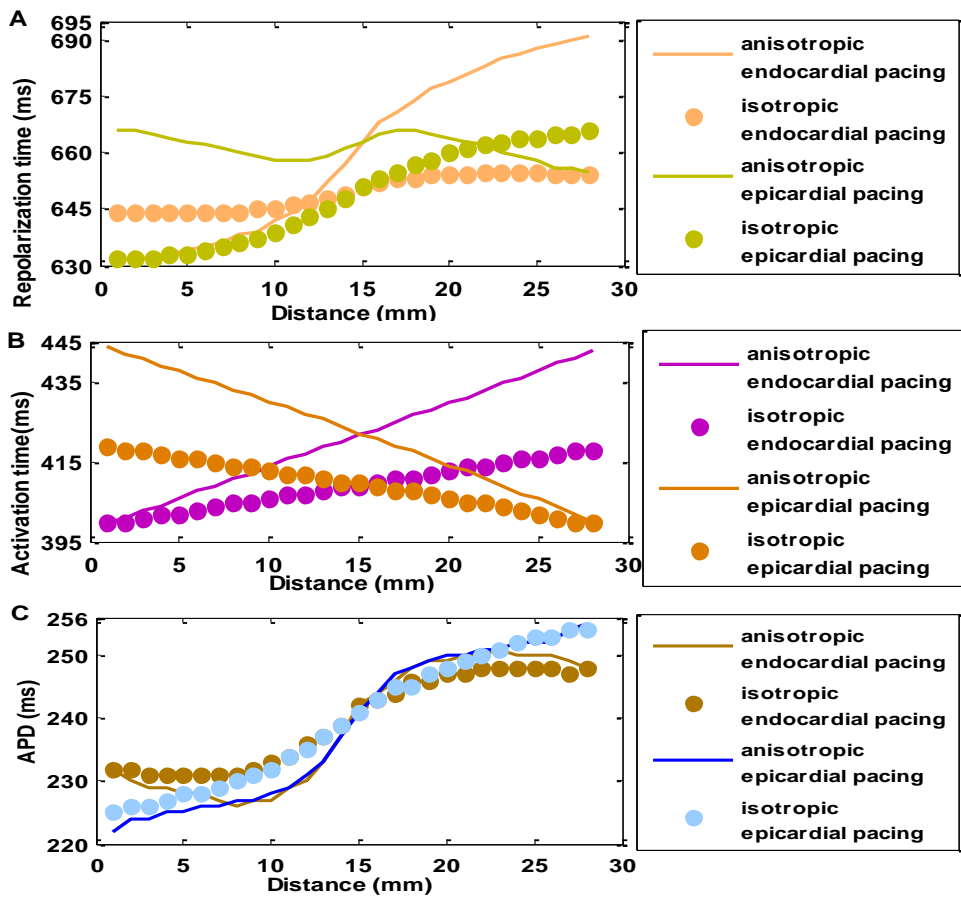 A
Repolarization time (ms)
695
690
675
660
645
630
0
5
10
15
20
25
30
Distance (mm)
anisotropic
endocardial pacing
isotropic
endocardial pacing
anisotropic
epicardial pacing
isotropic
epicardial pacing
B
Activation time(ms)
445
435
415
395
0
5
10
15
20
25
30
Distance (mm)
anisotropic
endocardial pacing
isotropic
endocardial pacing
anisotropic
epicardial pacing
isotropic
epicardial pacing
C
APD (ms)
256
250
240
230
220
0
5
10
15
20
25
30
Distance (mm)
anisotropic
endocardial pacing
isotropic
endocardial pacing
anisotropic
epicardial pacing
isotropic
epicardial pacing